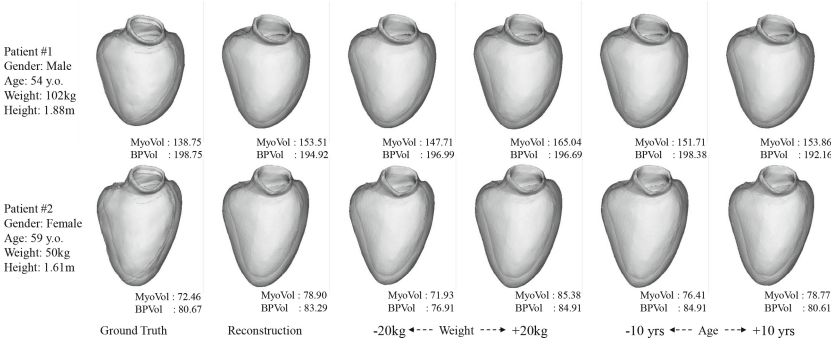 Patient #1
Gender: Male
Age: 54 y.o.
Weight: 102kg
Height: 1.88m
MyoVol : 138.75
BPVol : 198.75
MyoVol : 153.51
BPVol : 194.92
MyoVol : 147.71
BPVol : 196.99
MyoVol : 165.04
BPVol : 196.69
MyoVol : 151.71
BPVol : 198.38
MyoVol : 153.86
BPVol : 192.16
Patient #2
Gender: Female
Age: 59 y.o.
Weight: 50kg
Height: 1.61m
MyoVol : 72.46
BPVol : 80.67
MyoVol : 78.90
BPVol : 83.29
MyoVol : 71.93
BPVol : 76.91
MyoVol : 85.38
BPVol : 84.91
MyoVol : 76.41
BPVol : 84.91
MyoVol : 78.77
BPVol : 80.61
Ground Truth
Reconstruction
-20kg Weight +20kg
-10 yrs Age +10 yrs